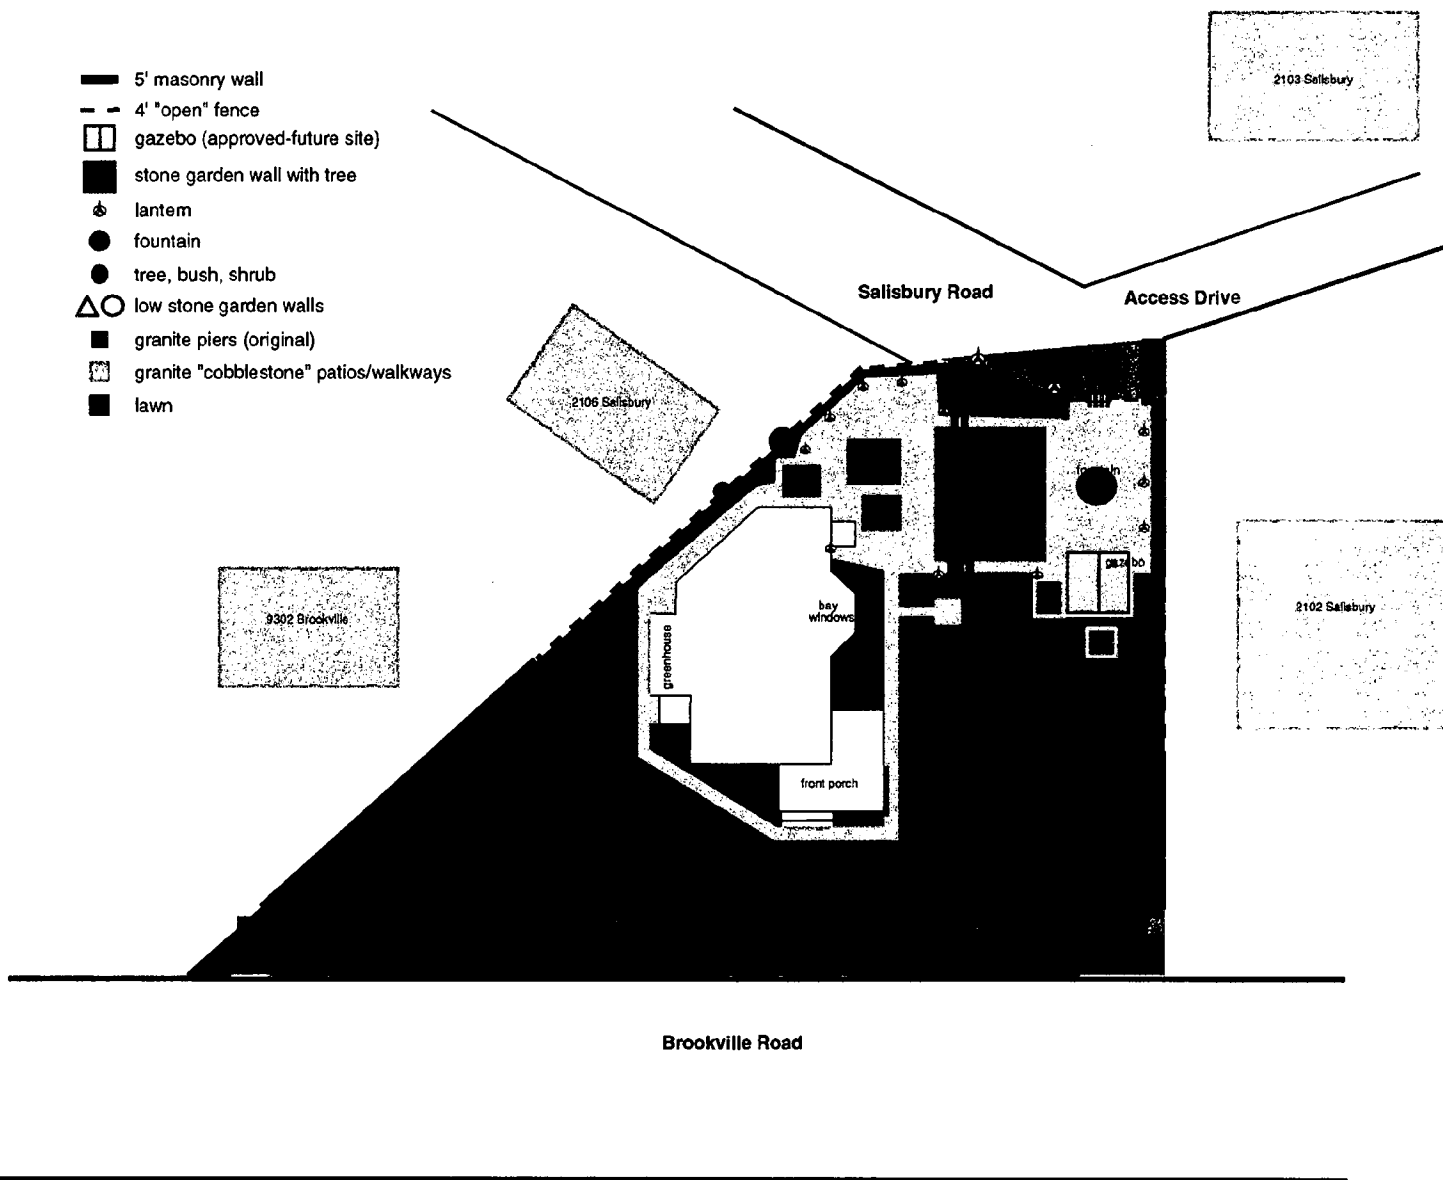 5' masonry wall
4' "open" fence
gazebo (approved-future site)
stone garden wall with tree
lantern
fountain
tree, bush, shrub
low stone garden walls
granite piers (original)
granite "cobblestone" patios/walkways
lawn
2103 Salisbury
Salisbury Road
Access Drive
2106 Salisbury
fountain
gazebo
bay
windows
9302 Brookville
greenhouse
2102 Salisbury
front porch
Brookville Road